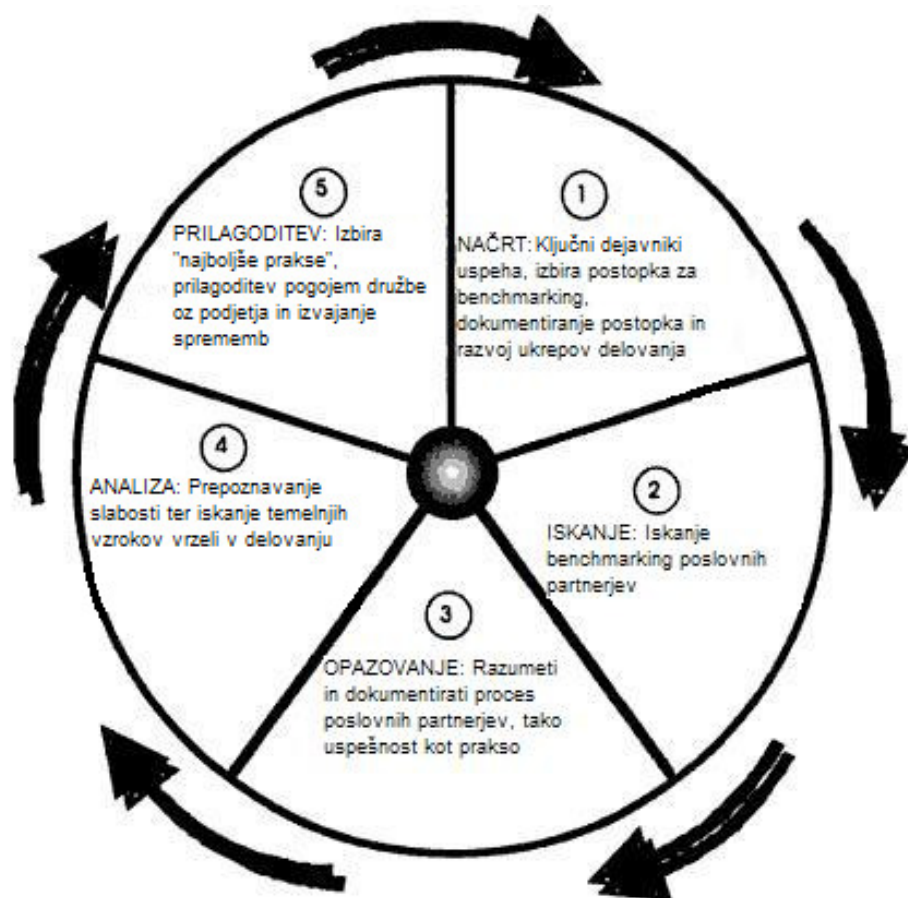 1
NAČRT: Ključni dejavniki
uspeha, izbira postopka za
benchmarking,
dokumentiranje postopka in
razvoj ukrepov delovanja
2
ISKANJE: Iskanje
benchmarking poslovnih
partnerjev
3
OPAZOVANJE: Razumeti
in dokumentirati proces
poslovnih partnerjev, tako
uspešnost kot prakso
4
ANALIZA: Prepoznavanje
slabosti ter iskanje temelnjih
vzrokov vrzeli v delovanju
5
PRILAGODITEV: Izbira
"najboljše prakse",
prilagoditev pogojem družbe
oz podjetja in izvajanje
sprememb